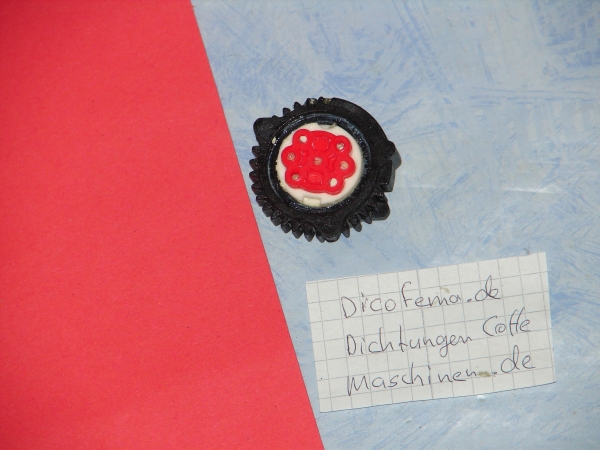 Dicofema.de
Dichtungen Coffe
Maschinen.de